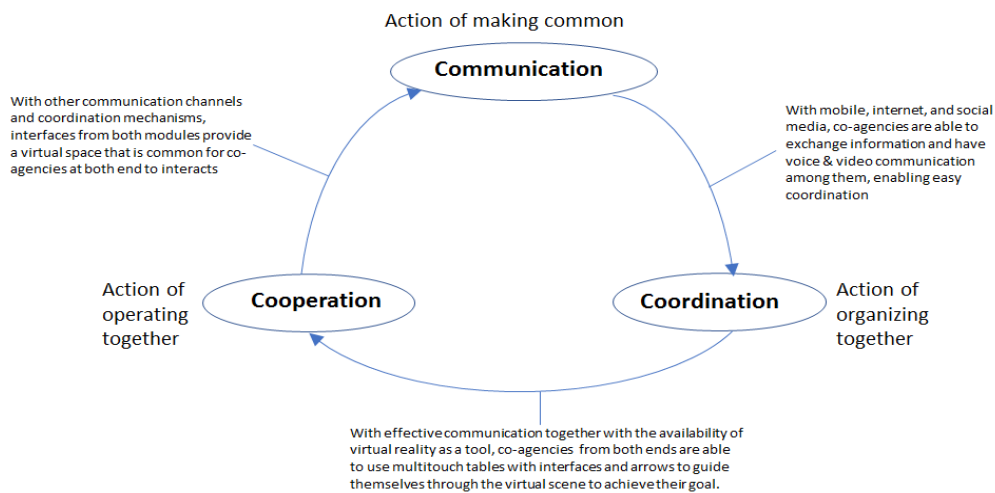 Action of making common
Communication
With other communication channels
and coordination mechanisms,
interfaces from both modules provide
a virtual space that is common for co-
agencies at both end to interacts
With mobile, internet, and social
media, co-agencies are able to
exchange information and have
voice & video communication
among them, enabling easy
coordination
Action of
operating
together
Cooperation
Coordination
Action of
organizing
together
With effective communication together with the availability of
virtual reality as a tool, co-agencies from both ends are able
to use multitouch tables with interfaces and arrows to guide
themselves through the virtual scene to achieve their goal.